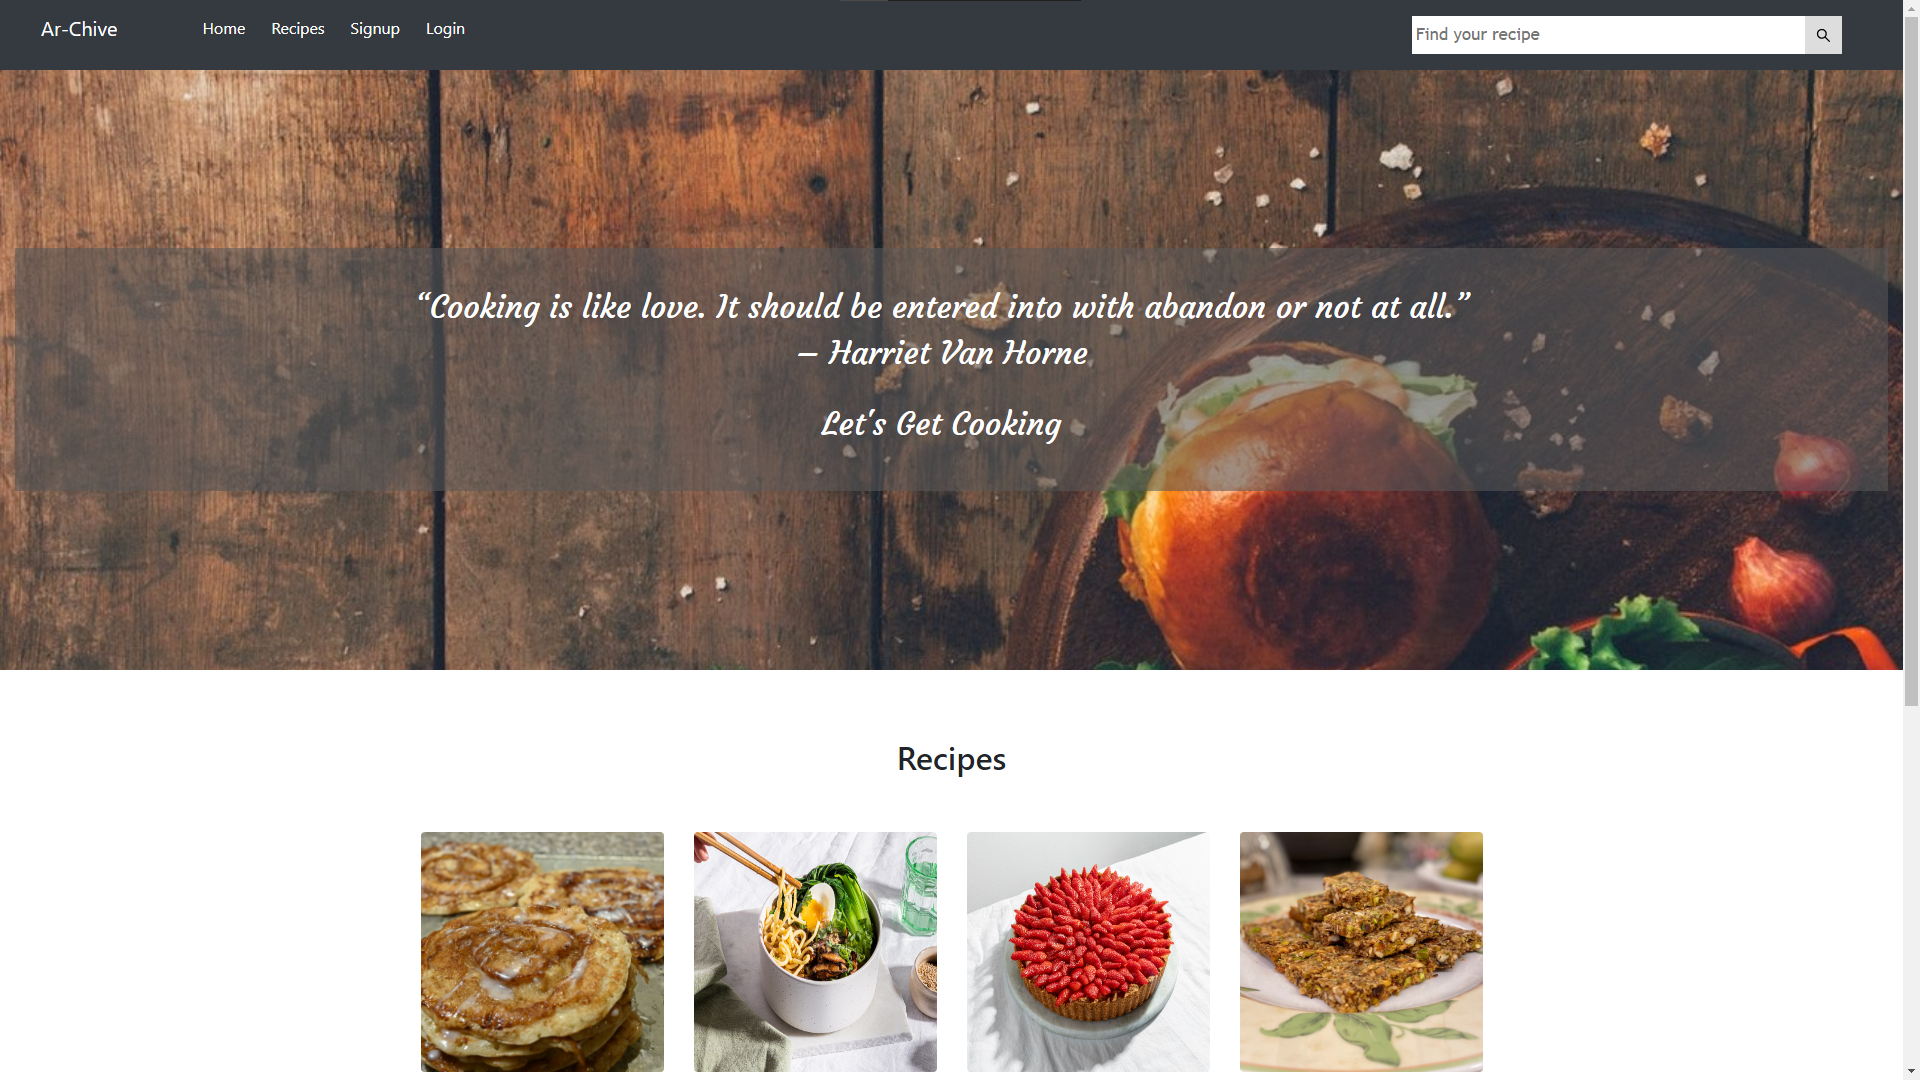 Ar-Chive
Home
Recipes
Signup
Login
Find your recipe
“Cooking is like love. It should be entered into with abandon or not at all.”
– Harriet Van Horne
Let's Get Cooking
Recipes